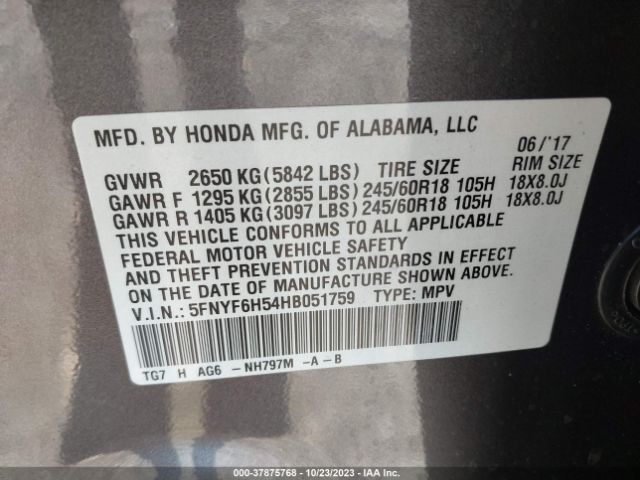 MFD. BY HONDA MFG. OF ALABAMA, LLC
06/'17
GVWR 2650 KG (5842 LBS) TIRE SIZE RIM SIZE
GAWR F 1295 KG (2855 LBS) 245/60R18 105H 18X8.0J
GAWR R 1405 KG (3097 LBS) 245/60R18 105H 18X8.0J
THIS VEHICLE CONFORMS TO ALL APPLICABLE
FEDERAL MOTOR VEHICLE SAFETY
AND THEFT PREVENTION STANDARDS IN EFFECT
ON THE DATE OF MANUFACTURE SHOWN ABOVE.
V.I.N.: 5FNYF6H54HB051759 TYPE: MPV
TG7 H AG6 -NH797M -A-B
000-37875768 - 10/23/2023 - IAA Inc.